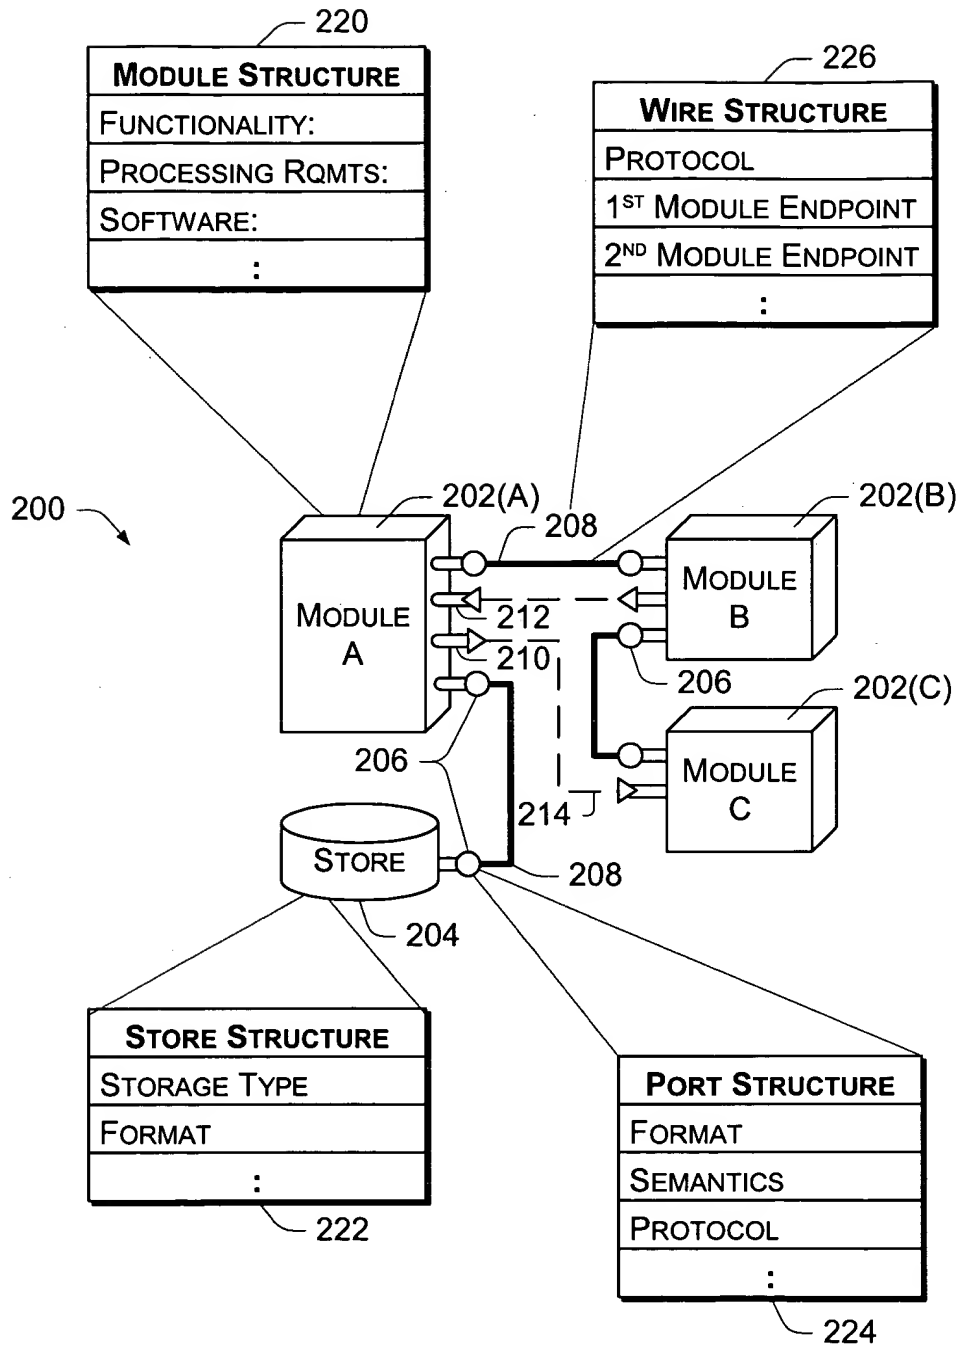 220
MODULE STRUCTURE
FUNCTIONALITY:
PROCESSING RQMTS:
SOFTWARE:
:
226
WIRE STRUCTURE
PROTOCOL
1ST MODULE ENDPOINT
2ND MODULE ENDPOINT
:
200
202(A)
208
202(B)
MODULE
A
212
210
MODULE
B
206
202(C)
MODULE
C
206
214
STORE
208
204
STORE STRUCTURE
STORAGE TYPE
FORMAT
:
222
PORT STRUCTURE
FORMAT
SEMANTICS
PROTOCOL
:
224